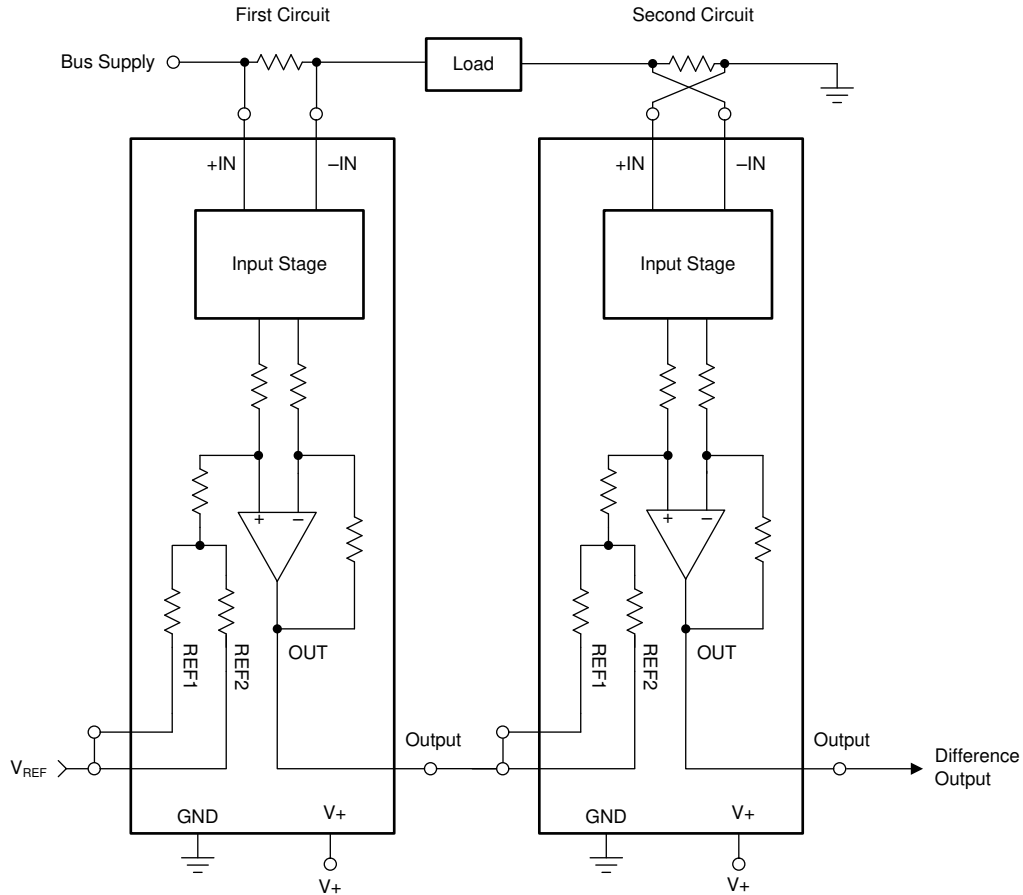 First Circuit
Second Circuit
Bus Supply
Load
+IN
–IN
+IN
–IN
Input Stage
Input Stage
+
–
+
–
REF1
REF2
OUT
REF1
REF2
OUT
Output
Output
VREF
Difference
Output
GND
V+
GND
V+
V+
V+